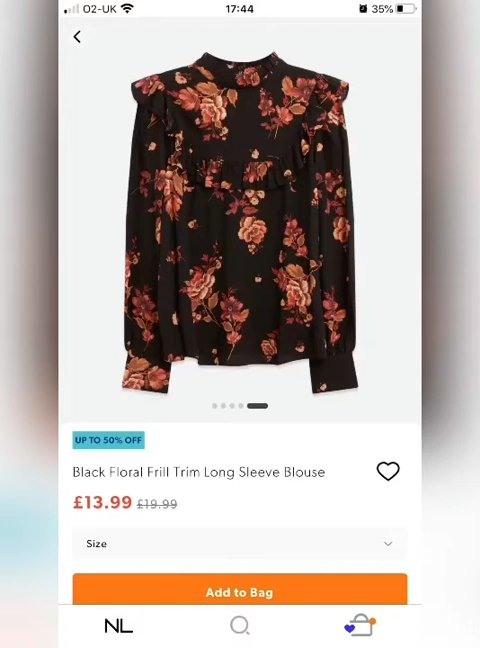 O2-UK 17:44 35%
UP TO 50% OFF
Black Floral Frill Trim Long Sleeve Blouse
£13.99 £19.99
Size
Add to Bag
NL